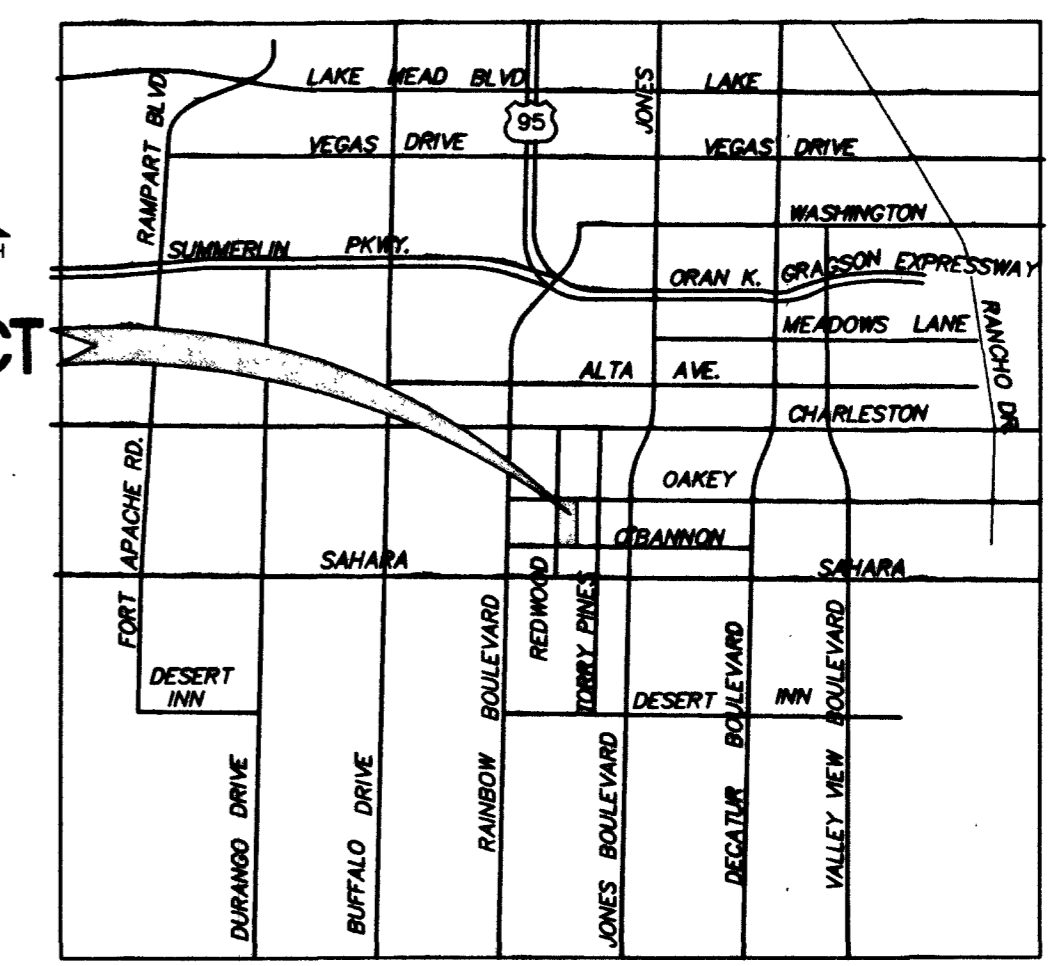 LAKE MEAD BLVD
LAKE
JONES
RAMPART BLVD
95
VEGAS DRIVE
VEGAS DRIVE
WASHINGTON
SUMMERLIN PKWY.
ORAN K. GRAGSON EXPRESSWAY
MEADOWS LANE
RANCHO DR.
CT
ALTA AVE.
CHARLESTON
OAKEY
O'BANNON
FORT APACHE RD.
SAHARA
SAHARA
REDWOOD
TORRY PINES
DESERT
INN
DESERT INN
RAINBOW BOULEVARD
JONES BOULEVARD
DECATUR BOULEVARD
VALLEY VIEW BOULEVARD
DURANGO DRIVE
BUFFALO DRIVE